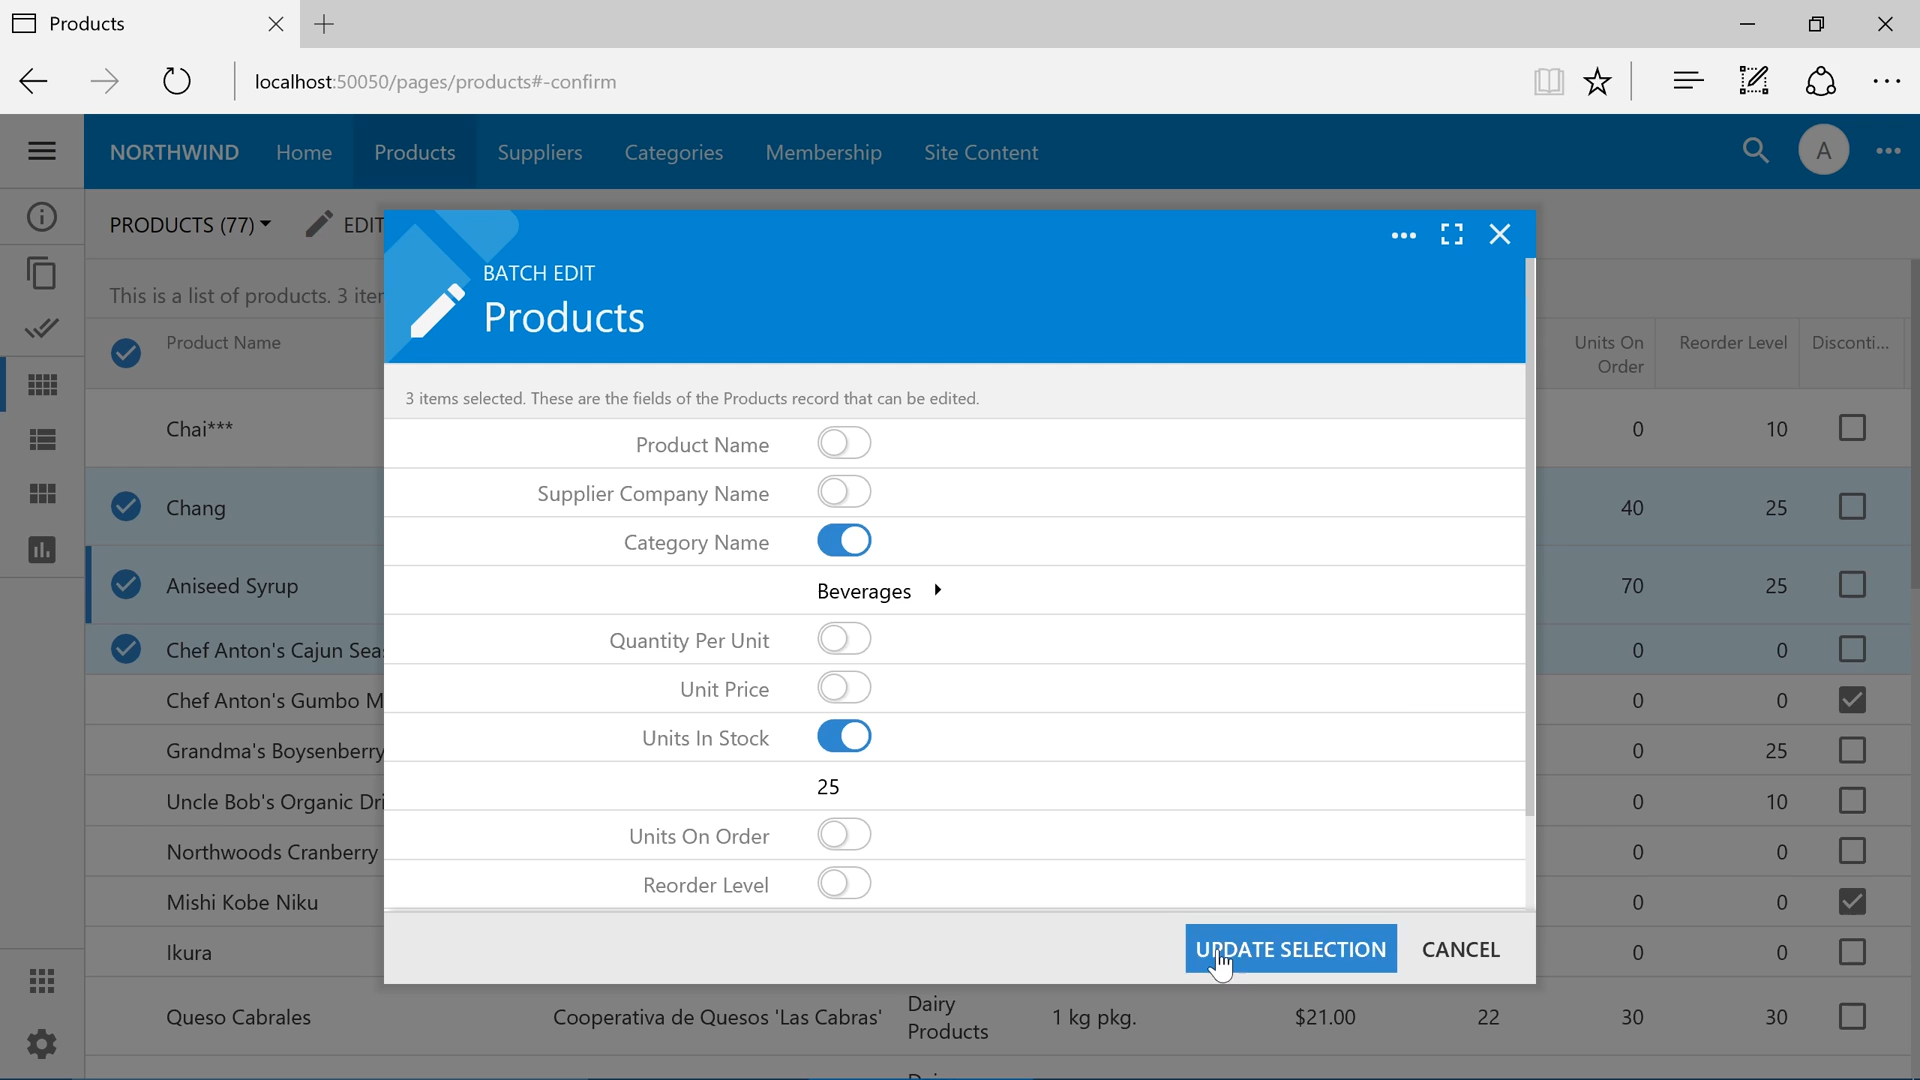 Products
localhost:50050/pages/products#-confirm
NORTHWIND Home Products Suppliers Categories Membership Site Content A
PRODUCTS (77) EDIT
BATCH EDIT
Products
This is a list of products. 3
Product Name
Units On
Order
Reorder Level
Disconti...
3 items selected. These are the fields of the Products record that can be edited.
Product Name
Supplier Company Name
Category Name
Beverages
Quantity Per Unit
Unit Price
Units In Stock
25
Units On Order
Reorder Level
UPDATE SELECTION CANCEL
Chai*** 0 10
Chang 40 25
Aniseed Syrup 70 25
Chef Anton's Cajun 0 0
Chef Anton's Gumbo 0 0
Grandma's Boysenberry 0 25
Uncle Bob's Organic 0 10
Northwoods Cranberry 0 0
Mishi Kobe Niku 0 0
Ikura 0 0
Queso Cabrales Cooperativa de Quesos 'Las Cabras' Dairy 1 kg pkg. $21.00 22 30 30
Products